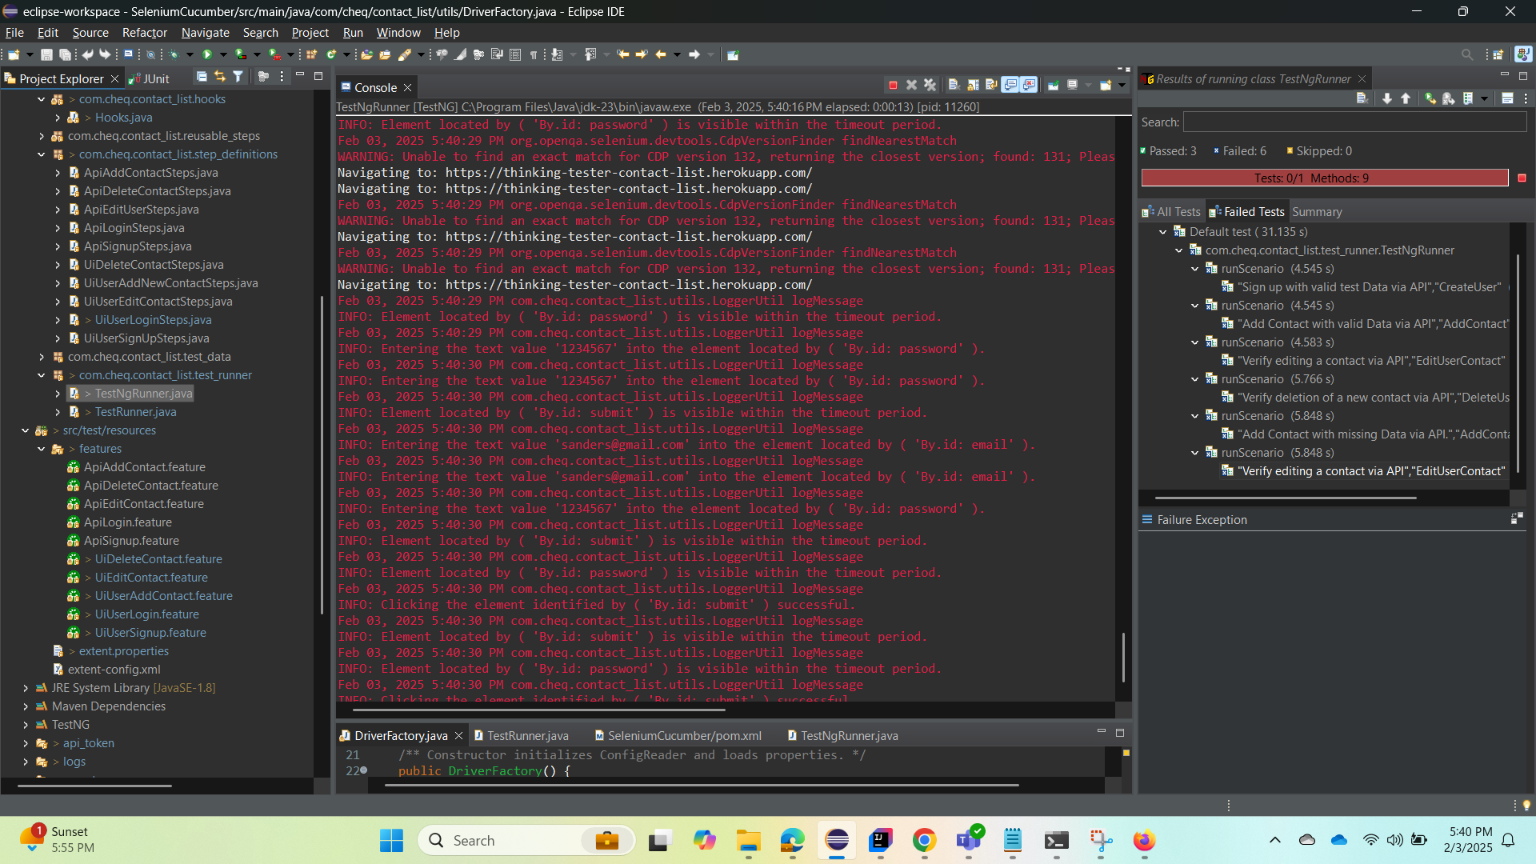 eclipse-workspace - SeleniumCucumber/src/main/java/com/cheq/contact_list/utils/DriverFactory.java - Eclipse IDE
File Edit Source Refactor Navigate Search Project Run Window Help
Project Explorer
JUnit
> com.cheq.contact_list.hooks
> Hooks.java
com.cheq.contact_list.reusable_steps
> com.cheq.contact_list.step_definitions
ApiAddContactSteps.java
ApiDeleteContactSteps.java
ApiEditUserSteps.java
ApiLoginSteps.java
ApiSignupSteps.java
UiDeleteContactSteps.java
UiUserAddNewContactSteps.java
UiUserEditContactSteps.java
> UiUserLoginSteps.java
UiUserSignUpSteps.java
com.cheq.contact_list.test_data
> com.cheq.contact_list.test_runner
> TestNgRunner.java
> TestRunner.java
> src/test/resources
> features
ApiAddContact.feature
ApiDeleteContact.feature
ApiEditContact.feature
ApiLogin.feature
ApiSignup.feature
> UiDeleteContact.feature
> UiEditContact.feature
> UiUserAddContact.feature
> UiUserLogin.feature
> UiUserSignup.feature
> extent.properties
extent-config.xml
JRE System Library [JavaSE-1.8]
Maven Dependencies
TestNG
> api_token
> logs
Console
TestNgRunner [TestNG] C:\Program Files\Java\jdk-23\bin\javaw.exe (Feb 3, 2025, 5:40:16 PM elapsed: 0:00:13) [pid: 11260]
INFO: Element located by ( 'By.id: password' ) is visible within the timeout period.
Feb 03, 2025 5:40:29 PM org.openqa.selenium.devtools.CdpVersionFinder findNearestMatch
WARNING: Unable to find an exact match for CDP version 132, returning the closest version; found: 131; Pleas
Navigating to: https://thinking-tester-contact-list.herokuapp.com/
Navigating to: https://thinking-tester-contact-list.herokuapp.com/
Feb 03, 2025 5:40:29 PM org.openqa.selenium.devtools.CdpVersionFinder findNearestMatch
WARNING: Unable to find an exact match for CDP version 132, returning the closest version; found: 131; Pleas
Navigating to: https://thinking-tester-contact-list.herokuapp.com/
Feb 03, 2025 5:40:29 PM org.openqa.selenium.devtools.CdpVersionFinder findNearestMatch
WARNING: Unable to find an exact match for CDP version 132, returning the closest version; found: 131; Pleas
Navigating to: https://thinking-tester-contact-list.herokuapp.com/
Feb 03, 2025 5:40:29 PM com.cheq.contact_list.utils.LoggerUtil logMessage
INFO: Element located by ( 'By.id: password' ) is visible within the timeout period.
Feb 03, 2025 5:40:29 PM com.cheq.contact_list.utils.LoggerUtil logMessage
INFO: Entering the text value '1234567' into the element located by ( 'By.id: password' ).
Feb 03, 2025 5:40:30 PM com.cheq.contact_list.utils.LoggerUtil logMessage
INFO: Entering the text value '1234567' into the element located by ( 'By.id: password' ).
Feb 03, 2025 5:40:30 PM com.cheq.contact_list.utils.LoggerUtil logMessage
INFO: Element located by ( 'By.id: submit' ) is visible within the timeout period.
Feb 03, 2025 5:40:30 PM com.cheq.contact_list.utils.LoggerUtil logMessage
INFO: Entering the text value 'sanders@gmail.com' into the element located by ( 'By.id: email' ).
Feb 03, 2025 5:40:30 PM com.cheq.contact_list.utils.LoggerUtil logMessage
INFO: Entering the text value 'sanders@gmail.com' into the element located by ( 'By.id: email' ).
Feb 03, 2025 5:40:30 PM com.cheq.contact_list.utils.LoggerUtil logMessage
INFO: Entering the text value '1234567' into the element located by ( 'By.id: password' ).
Feb 03, 2025 5:40:30 PM com.cheq.contact_list.utils.LoggerUtil logMessage
INFO: Element located by ( 'By.id: submit' ) is visible within the timeout period.
Feb 03, 2025 5:40:30 PM com.cheq.contact_list.utils.LoggerUtil logMessage
INFO: Element located by ( 'By.id: password' ) is visible within the timeout period.
Feb 03, 2025 5:40:30 PM com.cheq.contact_list.utils.LoggerUtil logMessage
INFO: Clicking the element identified by ( 'By.id: submit' ) successful.
Feb 03, 2025 5:40:30 PM com.cheq.contact_list.utils.LoggerUtil logMessage
INFO: Element located by ( 'By.id: submit' ) is visible within the timeout period.
Feb 03, 2025 5:40:30 PM com.cheq.contact_list.utils.LoggerUtil logMessage
INFO: Element located by ( 'By.id: password' ) is visible within the timeout period.
Feb 03, 2025 5:40:30 PM com.cheq.contact_list.utils.LoggerUtil logMessage
INFO: Clicking the element identified by ( 'By.id: submit' ) successful
DriverFactory.java
TestRunner.java
SeleniumCucumber/pom.xml
TestNgRunner.java
21 /** Constructor initializes ConfigReader and loads properties. */
22 public DriverFactory() {
Results of running class TestNgRunner
Search:
Passed: 3 Failed: 6 Skipped: 0
Tests: 0/1 Methods: 9
All Tests Failed Tests Summary
Default test ( 31.135 s)
com.cheq.contact_list.test_runner.TestNgRunner
runScenario (4.545 s)
"Sign up with valid test Data via API","CreateUser"
runScenario (4.545 s)
"Add Contact with valid Data via API","AddContact"
runScenario (4.583 s)
"Verify editing a contact via API","EditUserContact"
runScenario (5.766 s)
"Verify deletion of a new contact via API","DeleteUs
runScenario (5.848 s)
"Add Contact with missing Data via API.","AddConta
runScenario (5.848 s)
"Verify editing a contact via API","EditUserContact"
Failure Exception
1
Sunset
5:55 PM
Search
5:40 PM
2/3/2025